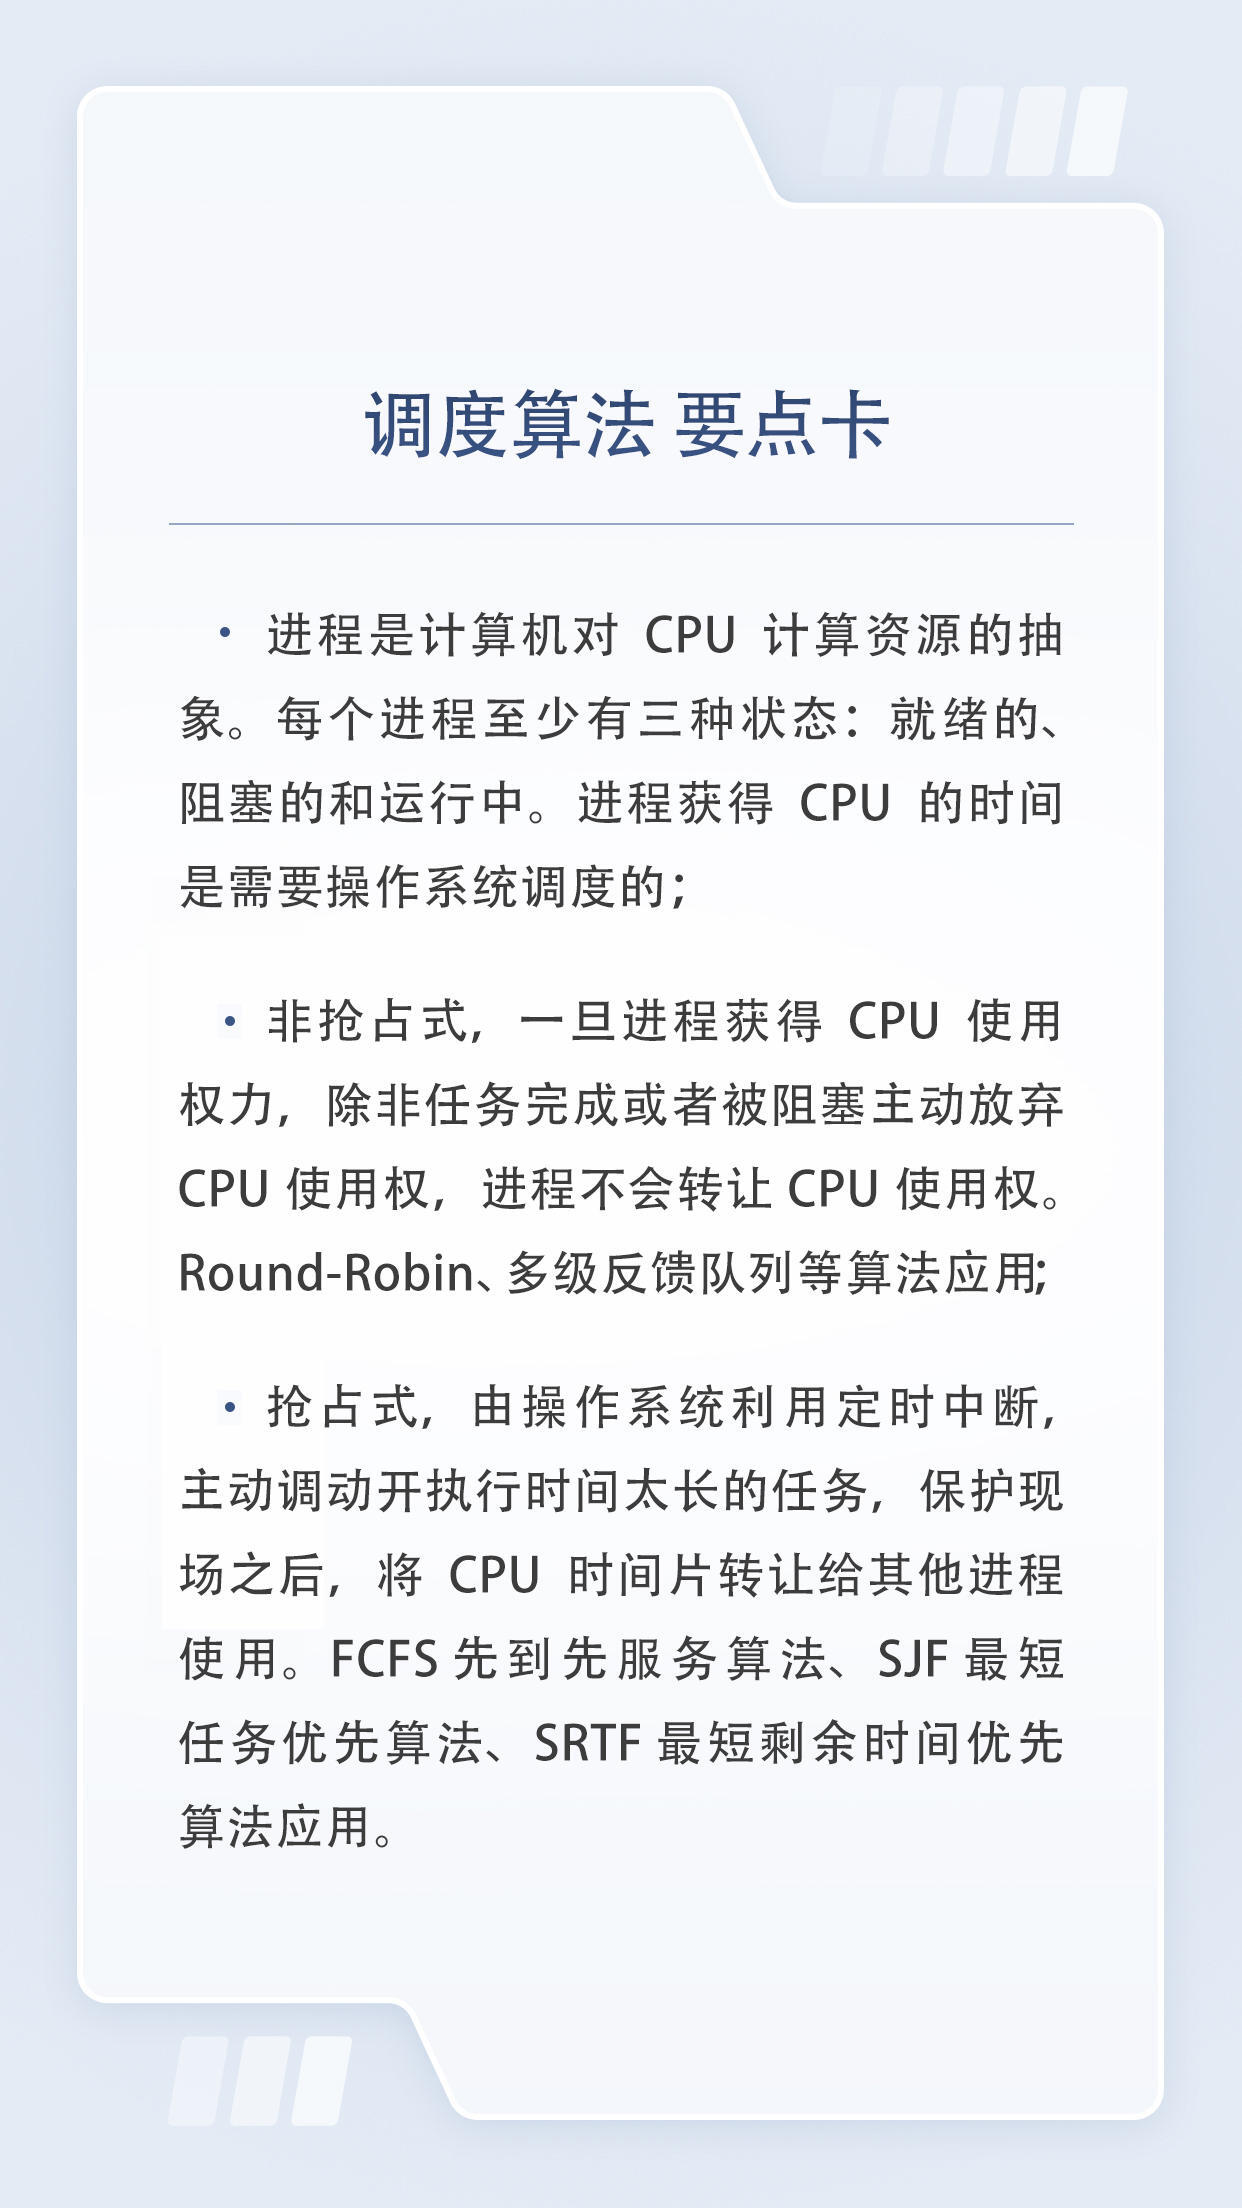 调度算法 要点卡
• 进程是计算机对 CPU 计算资源的抽
象。每个进程至少有三种状态：就绪的、
阻塞的和运行中。进程获得 CPU 的时间
是需要操作系统调度的；
• 非抢占式，一旦进程获得 CPU 使用
权力，除非任务完成或者被阻塞主动放弃
CPU 使用权，进程不会转让 CPU 使用权。
Round-Robin、多级反馈队列等算法应用；
• 抢占式，由操作系统利用定时中断，
主动调动开执行时间太长的任务，保护现
场之后，将 CPU 时间片转让给其他进程
使用。FCFS 先到先服务算法、SJF 最短
任务优先算法、SRTF 最短剩余时间优先
算法应用。